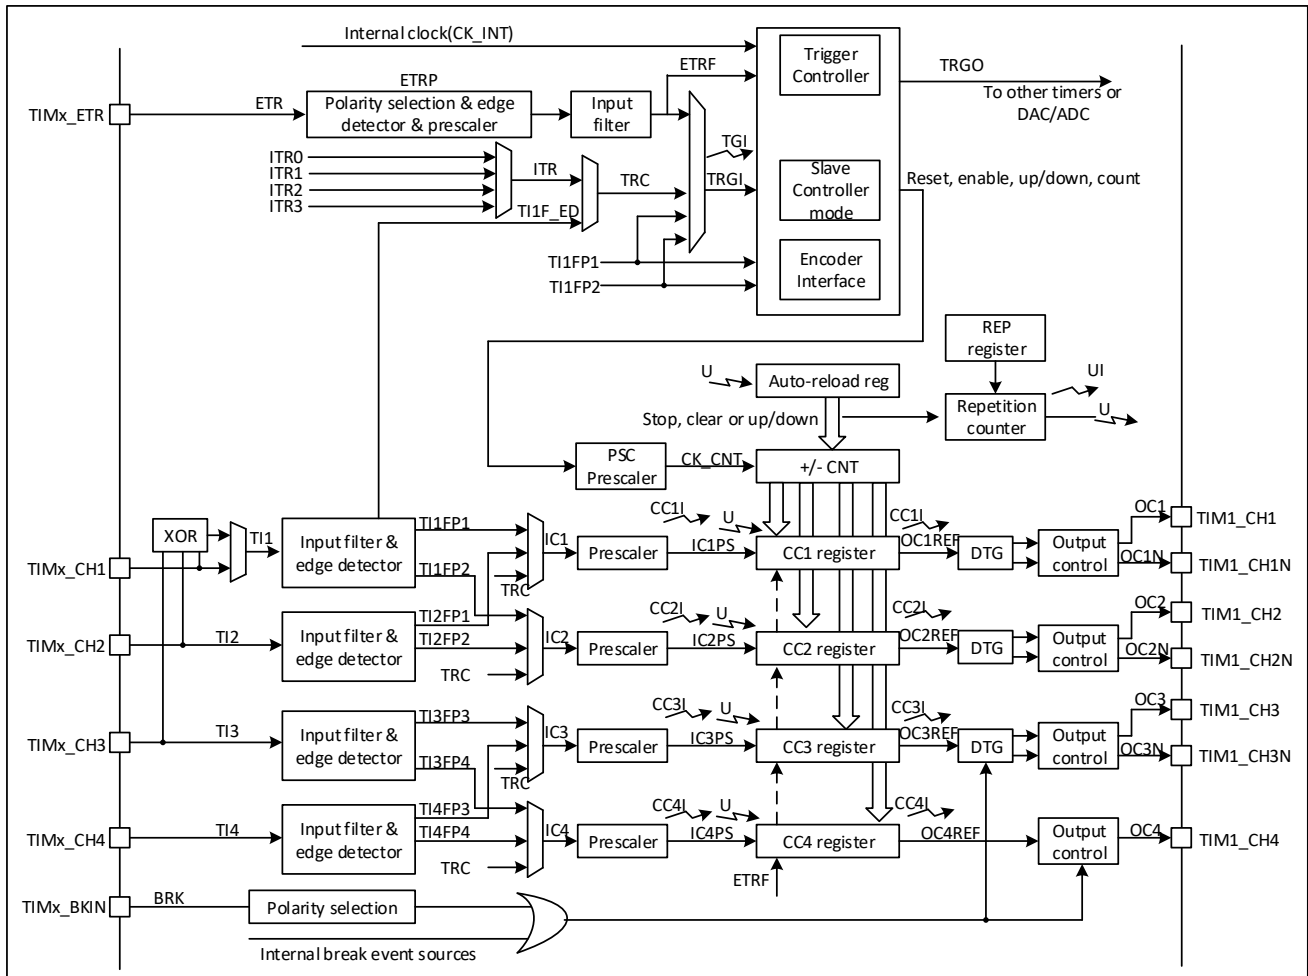 Internal clock(CK_INT)
Trigger
Controller
ETRF
TRGO
ETRP
TIMx_ETR
ETR
Polarity selection & edge
detector & prescaler
Input
filter
To other timers or
DAC/ADC
TGI
ITR0
ITR1
ITR2
ITR3
ITR
TRC
TRGI
Slave
Controller
mode
Reset, enable, up/down, count
TI1F_ED
TI1FP1
TI1FP2
Encoder
Interface
REP
register
U
Auto-reload reg
UI
Stop, clear or up/down
Repetition
counter
U
PSC
Prescaler
CK_CNT
+/- CNT
XOR
TI1
Input filter &
edge detector
TI1FP1
TI1FP2
IC1
TRC
Prescaler
CC1I
U
IC1PS
CC1 register
CC1I
OC1REF
DTG
Output
control
OC1
OC1N
TIM1_CH1
TIM1_CH1N
TIMx_CH1
TIMx_CH2
TI2
Input filter &
edge detector
TI2FP1
TI2FP2
TRC
IC2
Prescaler
CC2I
U
IC2PS
CC2 register
CC2I
OC2REF
DTG
Output
control
OC2
OC2N
TIM1_CH2
TIM1_CH2N
TIMx_CH3
TI3
Input filter &
edge detector
TI3FP3
TI3FP4
IC3
TRC
Prescaler
CC3I
U
IC3PS
CC3 register
CC3I
OC3REF
DTG
Output
control
OC3
OC3N
TIM1_CH3
TIM1_CH3N
TIMx_CH4
TI4
Input filter &
edge detector
TI4FP3
TI4FP4
TRC
IC4
Prescaler
CC4I
U
IC4PS
CC4 register
CC4I
OC4REF
Output
control
OC4
TIM1_CH4
ETRF
TIMx_BKIN
BRK
Polarity selection
Internal break event sources